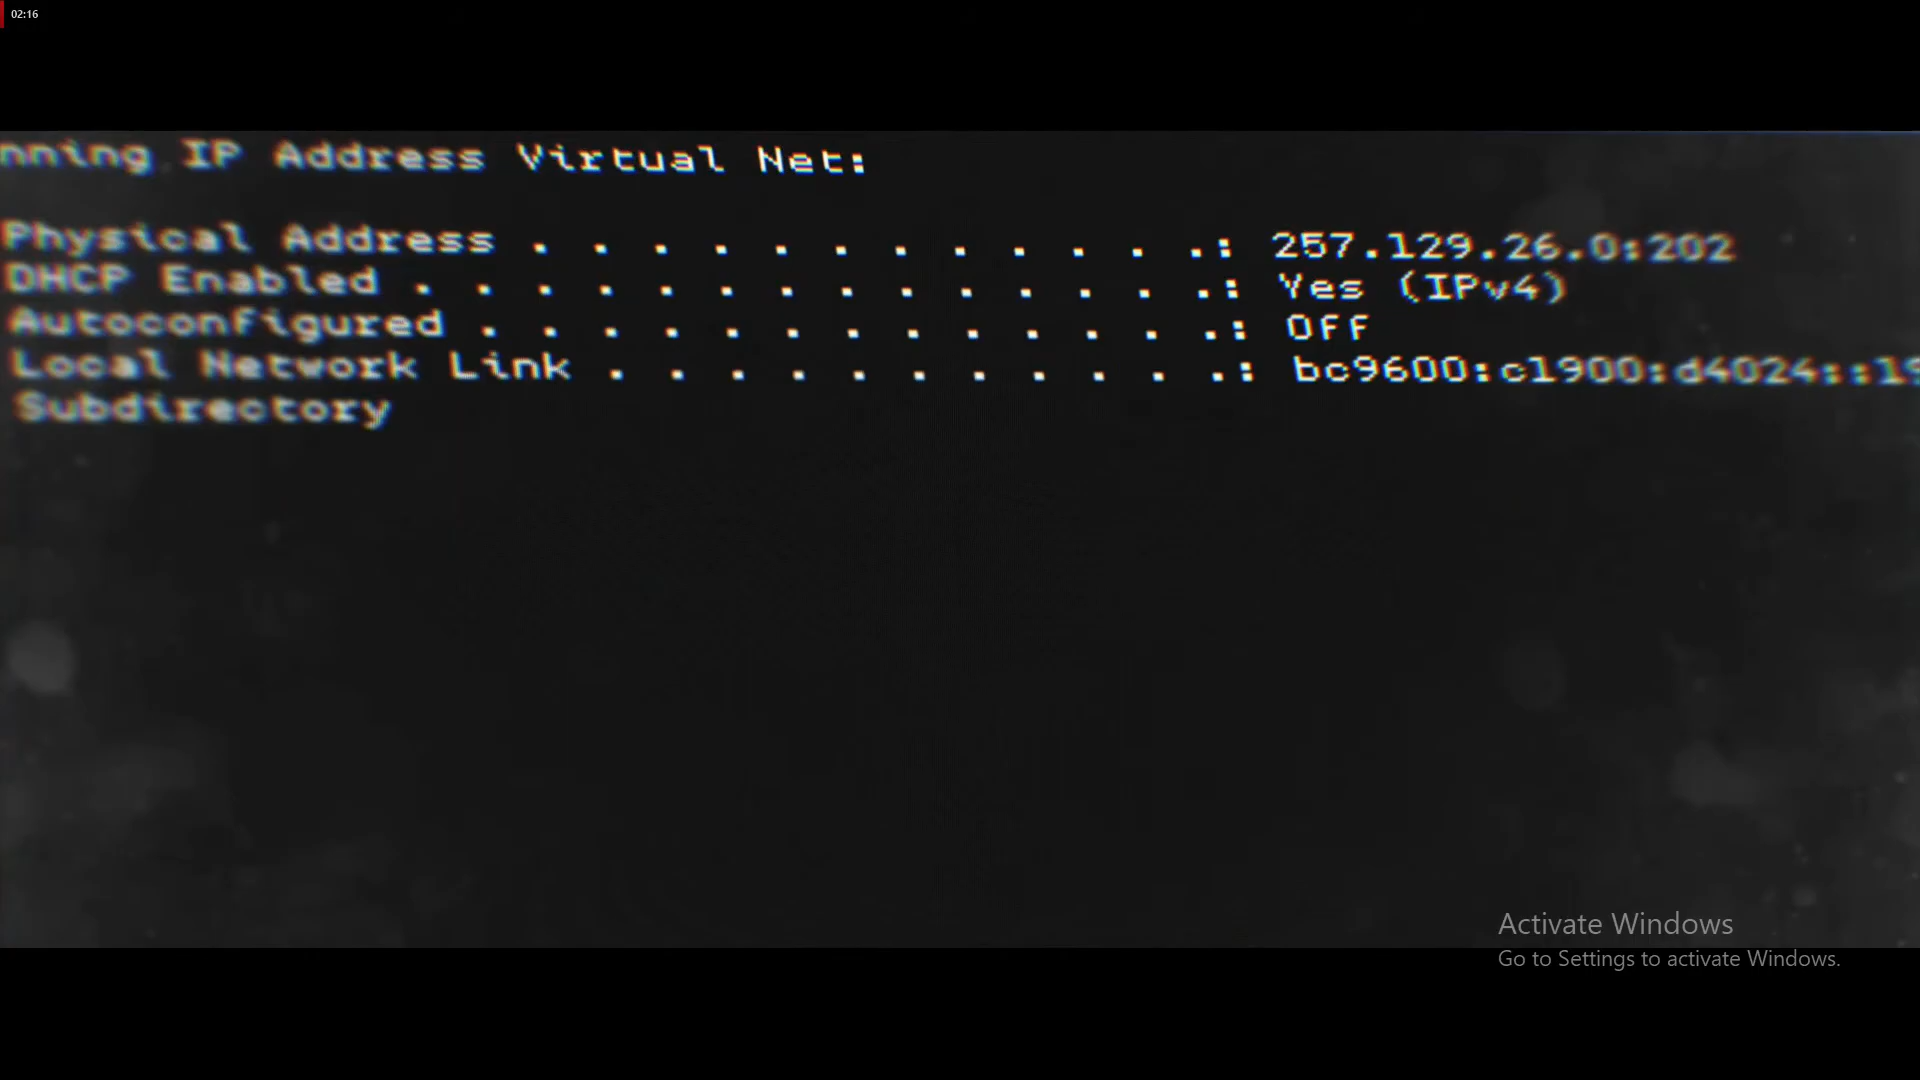 02:16
nning IP Address Virtual Net:
Physical Address . . . . . . . . . . . .: 257.129.26.0:202
DHCP Enabled . . . . . . . . . . . . . .: Yes (IPv4)
Autoconfigured . . . . . . . . . . . . .: Off
Local Network Link . . . . . . . . . . .: bc9600:c1900:d4024::19
Subdirectory
Activate Windows
Go to Settings to activate Windows.